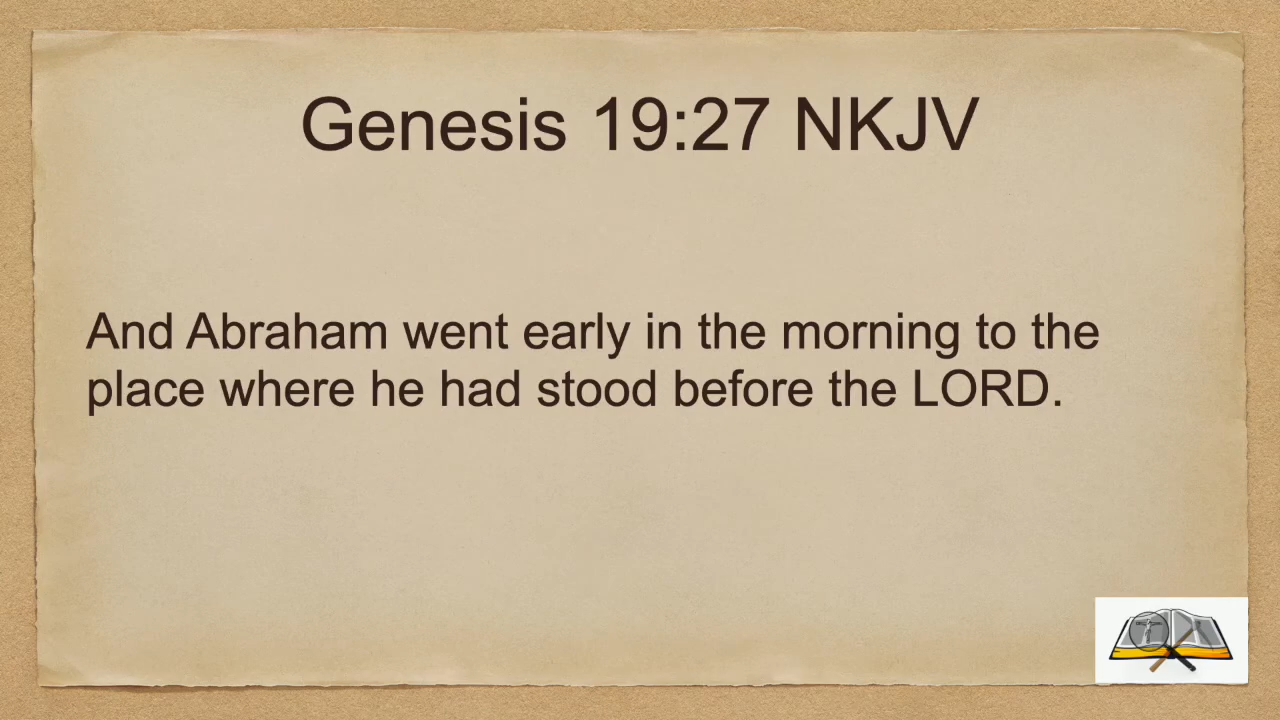 Genesis 19:27 NKJV
And Abraham went early in the morning to the
place where he had stood before the LORD.